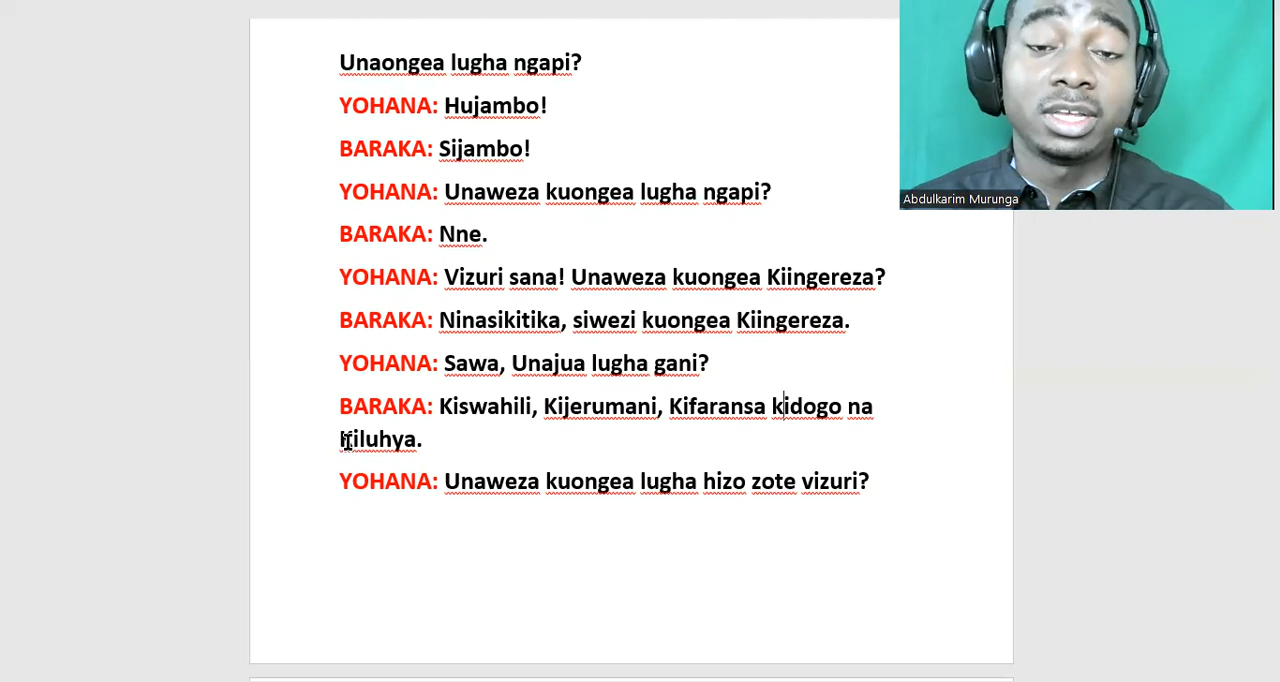 Unaongea lugha ngapi?
YOHANA: Hujambo!
BARAKA: Sijambo!
YOHANA: Unaweza kuongea lugha ngapi?
BARAKA: Nne.
YOHANA: Vizuri sana! Unaweza kuongea Kiingereza?
BARAKA: Ninasikitika, siwezi kuongea Kiingereza.
YOHANA: Sawa, Unajua lugha gani?
BARAKA: Kiswahili, Kijerumani, Kifaransa kidogo na
Kiluhya.
YOHANA: Unaweza kuongea lugha hizo zote vizuri?
Abdulkarim Murunga